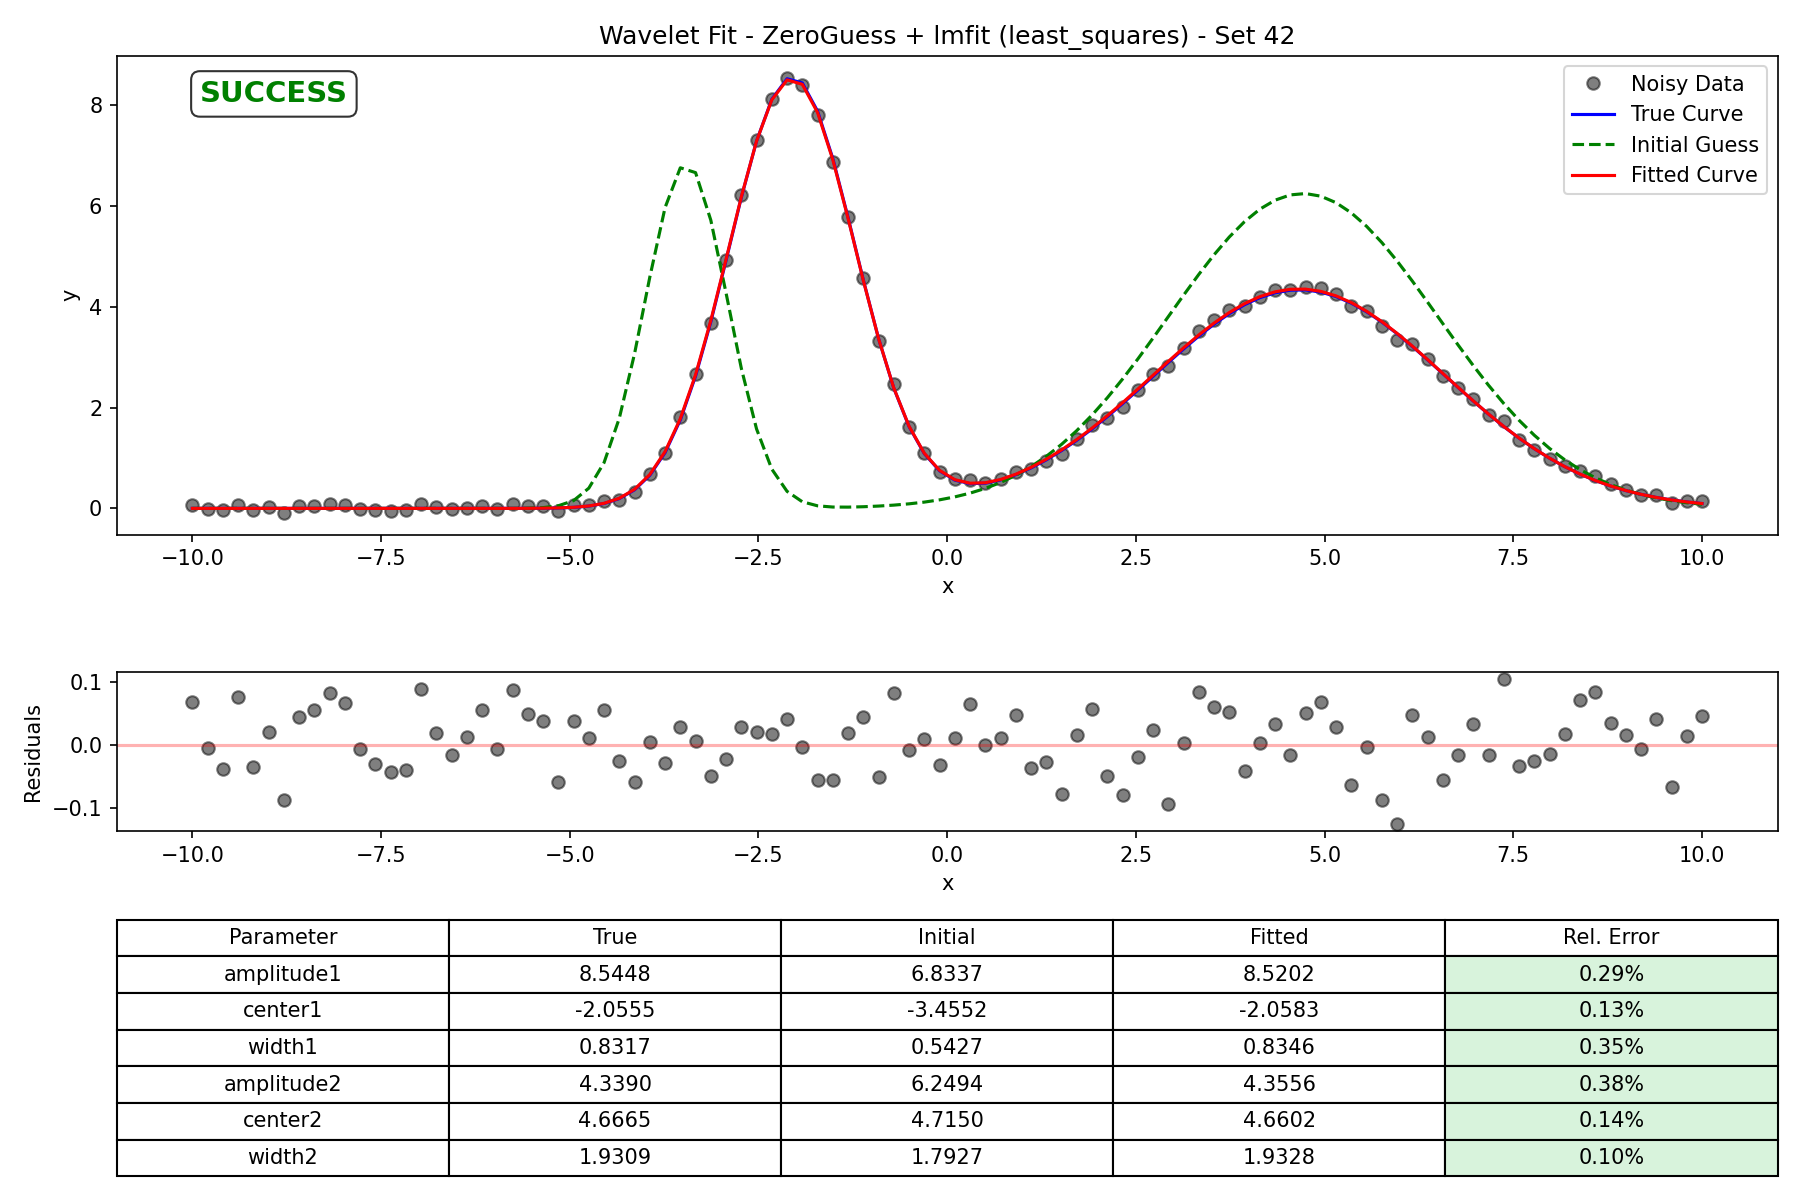 Wavelet Fit - ZeroGuess + lmfit (least_squares) - Set 42
SUCCESS
Noisy Data
True Curve
Initial Guess
Fitted Curve
y
8
6
4
2
0
−10.0 −7.5 −5.0 −2.5 0.0 2.5 5.0 7.5 10.0
x
Residuals
0.1
0.0
−0.1
−10.0 −7.5 −5.0 −2.5 0.0 2.5 5.0 7.5 10.0
x
Parameter True Initial Fitted Rel. Error
amplitude1 8.5448 6.8337 8.5202 0.29%
center1 -2.0555 -3.4552 -2.0583 0.13%
width1 0.8317 0.5427 0.8346 0.35%
amplitude2 4.3390 6.2494 4.3556 0.38%
center2 4.6665 4.7150 4.6602 0.14%
width2 1.9309 1.7927 1.9328 0.10%